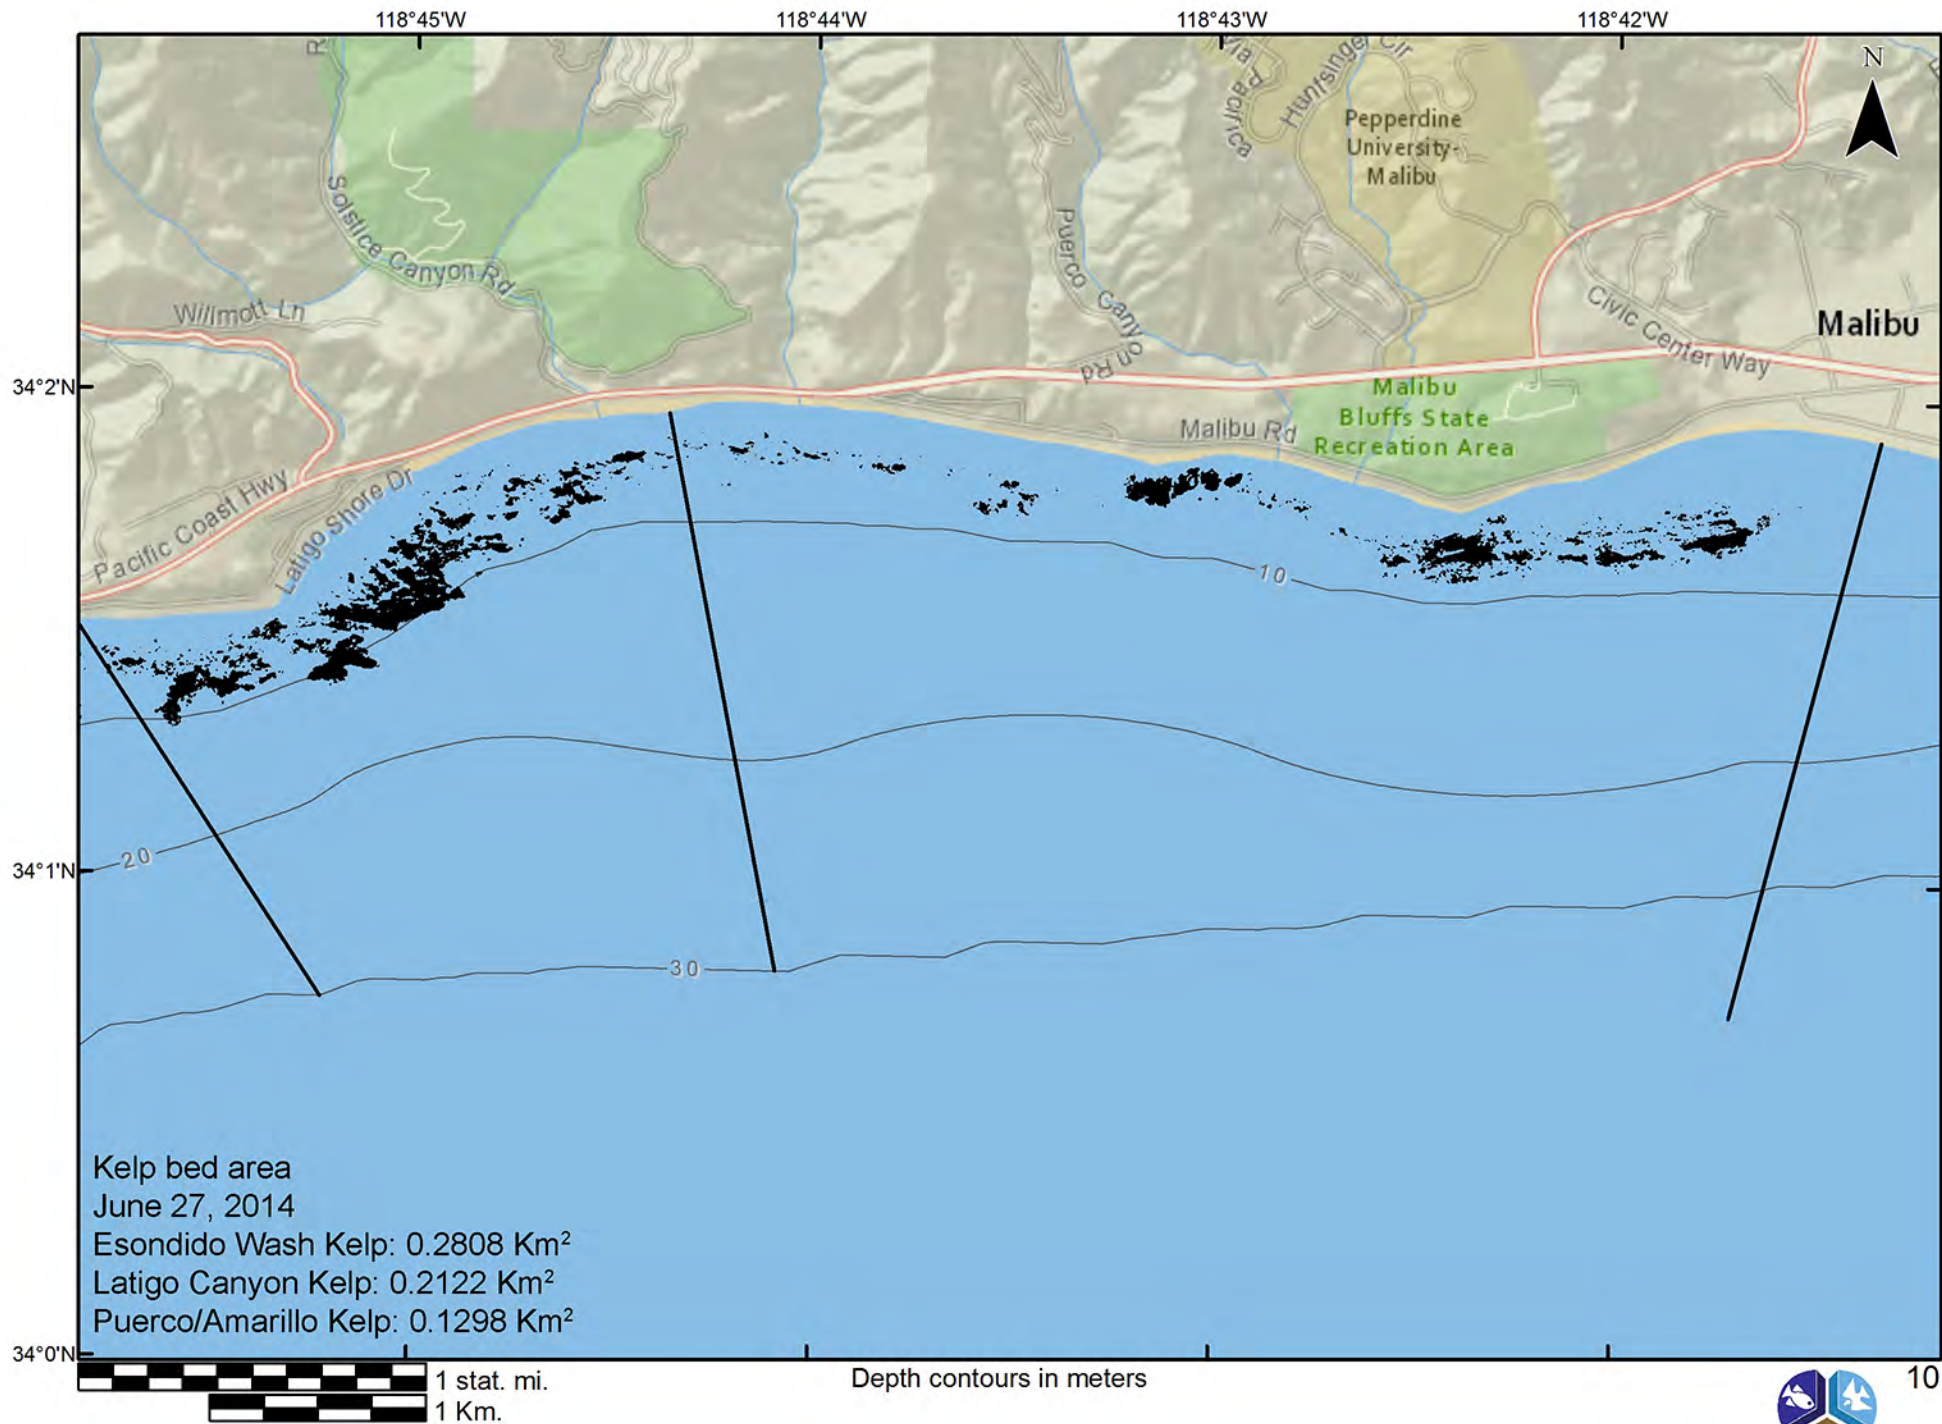 118°45'W
118°44'W
118°43'W
118°42'W
N
R
Via Pacifica
Huntsinger Cir
Pepperdine
University-
Malibu
Solstice Canyon Rd
Puerco Canyon Rd
Willmott Ln
Civic Center Way
Malibu
34°2'N
Malibu
Bluffs State
Recreation Area
Malibu Rd
Pacific Coast Hwy
Latigo Shore Dr
10
20
34°1'N
30
Kelp bed area
June 27, 2014
Esondido Wash Kelp: 0.2808 Km²
Latigo Canyon Kelp: 0.2122 Km²
Puerco/Amarillo Kelp: 0.1298 Km²
34°0'N
1 stat. mi.
Depth contours in meters
10
1 Km.